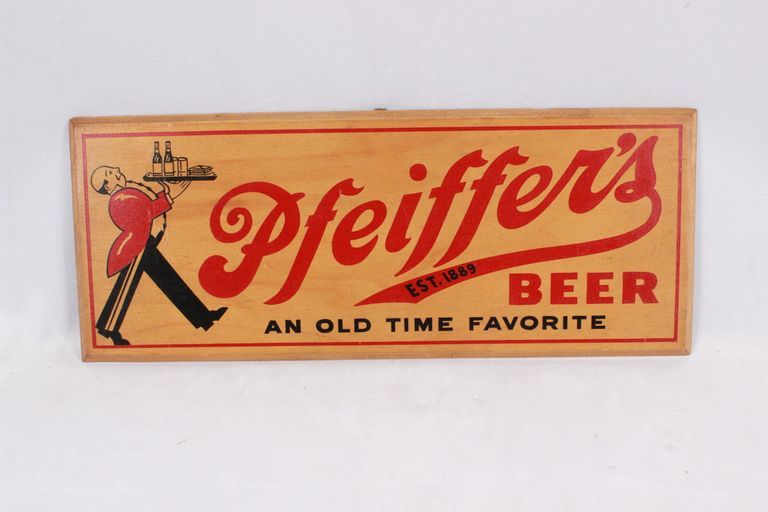 Pfeiffer's
EST. 1889
BEER
AN OLD TIME FAVORITE